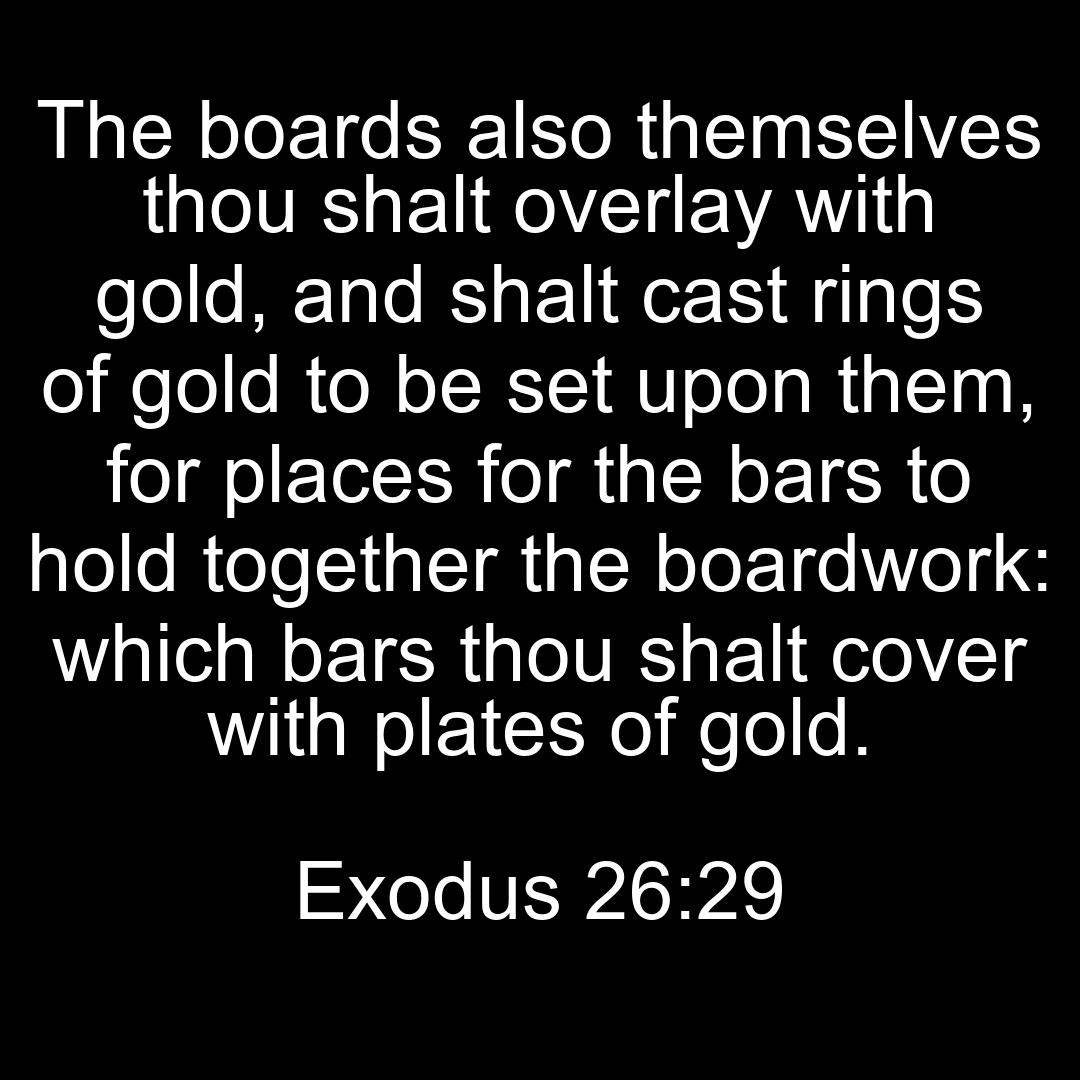 The boards also themselves
thou shalt overlay with
gold, and shalt cast rings
of gold to be set upon them,
for places for the bars to
hold together the boardwork:
which bars thou shalt cover
with plates of gold.
Exodus 26:29